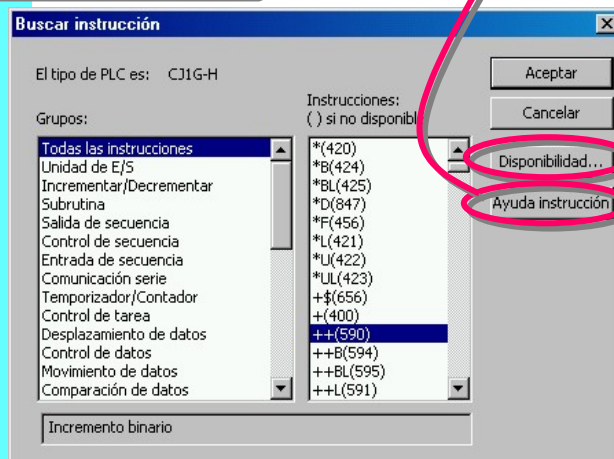 Buscar instrucción
El tipo de PLC es: CJ1G-H
Aceptar
Cancelar
Disponibilidad...
Ayuda instrucción
Grupos:
Todas las instrucciones
Unidad de E/S
Incrementar/Decrementar
Subrutina
Salida de secuencia
Control de secuencia
Entrada de secuencia
Comunicación serie
Temporizador/Contador
Control de tarea
Desplazamiento de datos
Control de datos
Movimiento de datos
Comparación de datos
Instrucciones:
( ) si no disponibl
*(420)
*B(424)
*BL(425)
*D(847)
*F(456)
*L(421)
*U(422)
*UL(423)
+$(656)
+(400)
++(590)
++B(594)
++BL(595)
++L(591)
Incremento binario